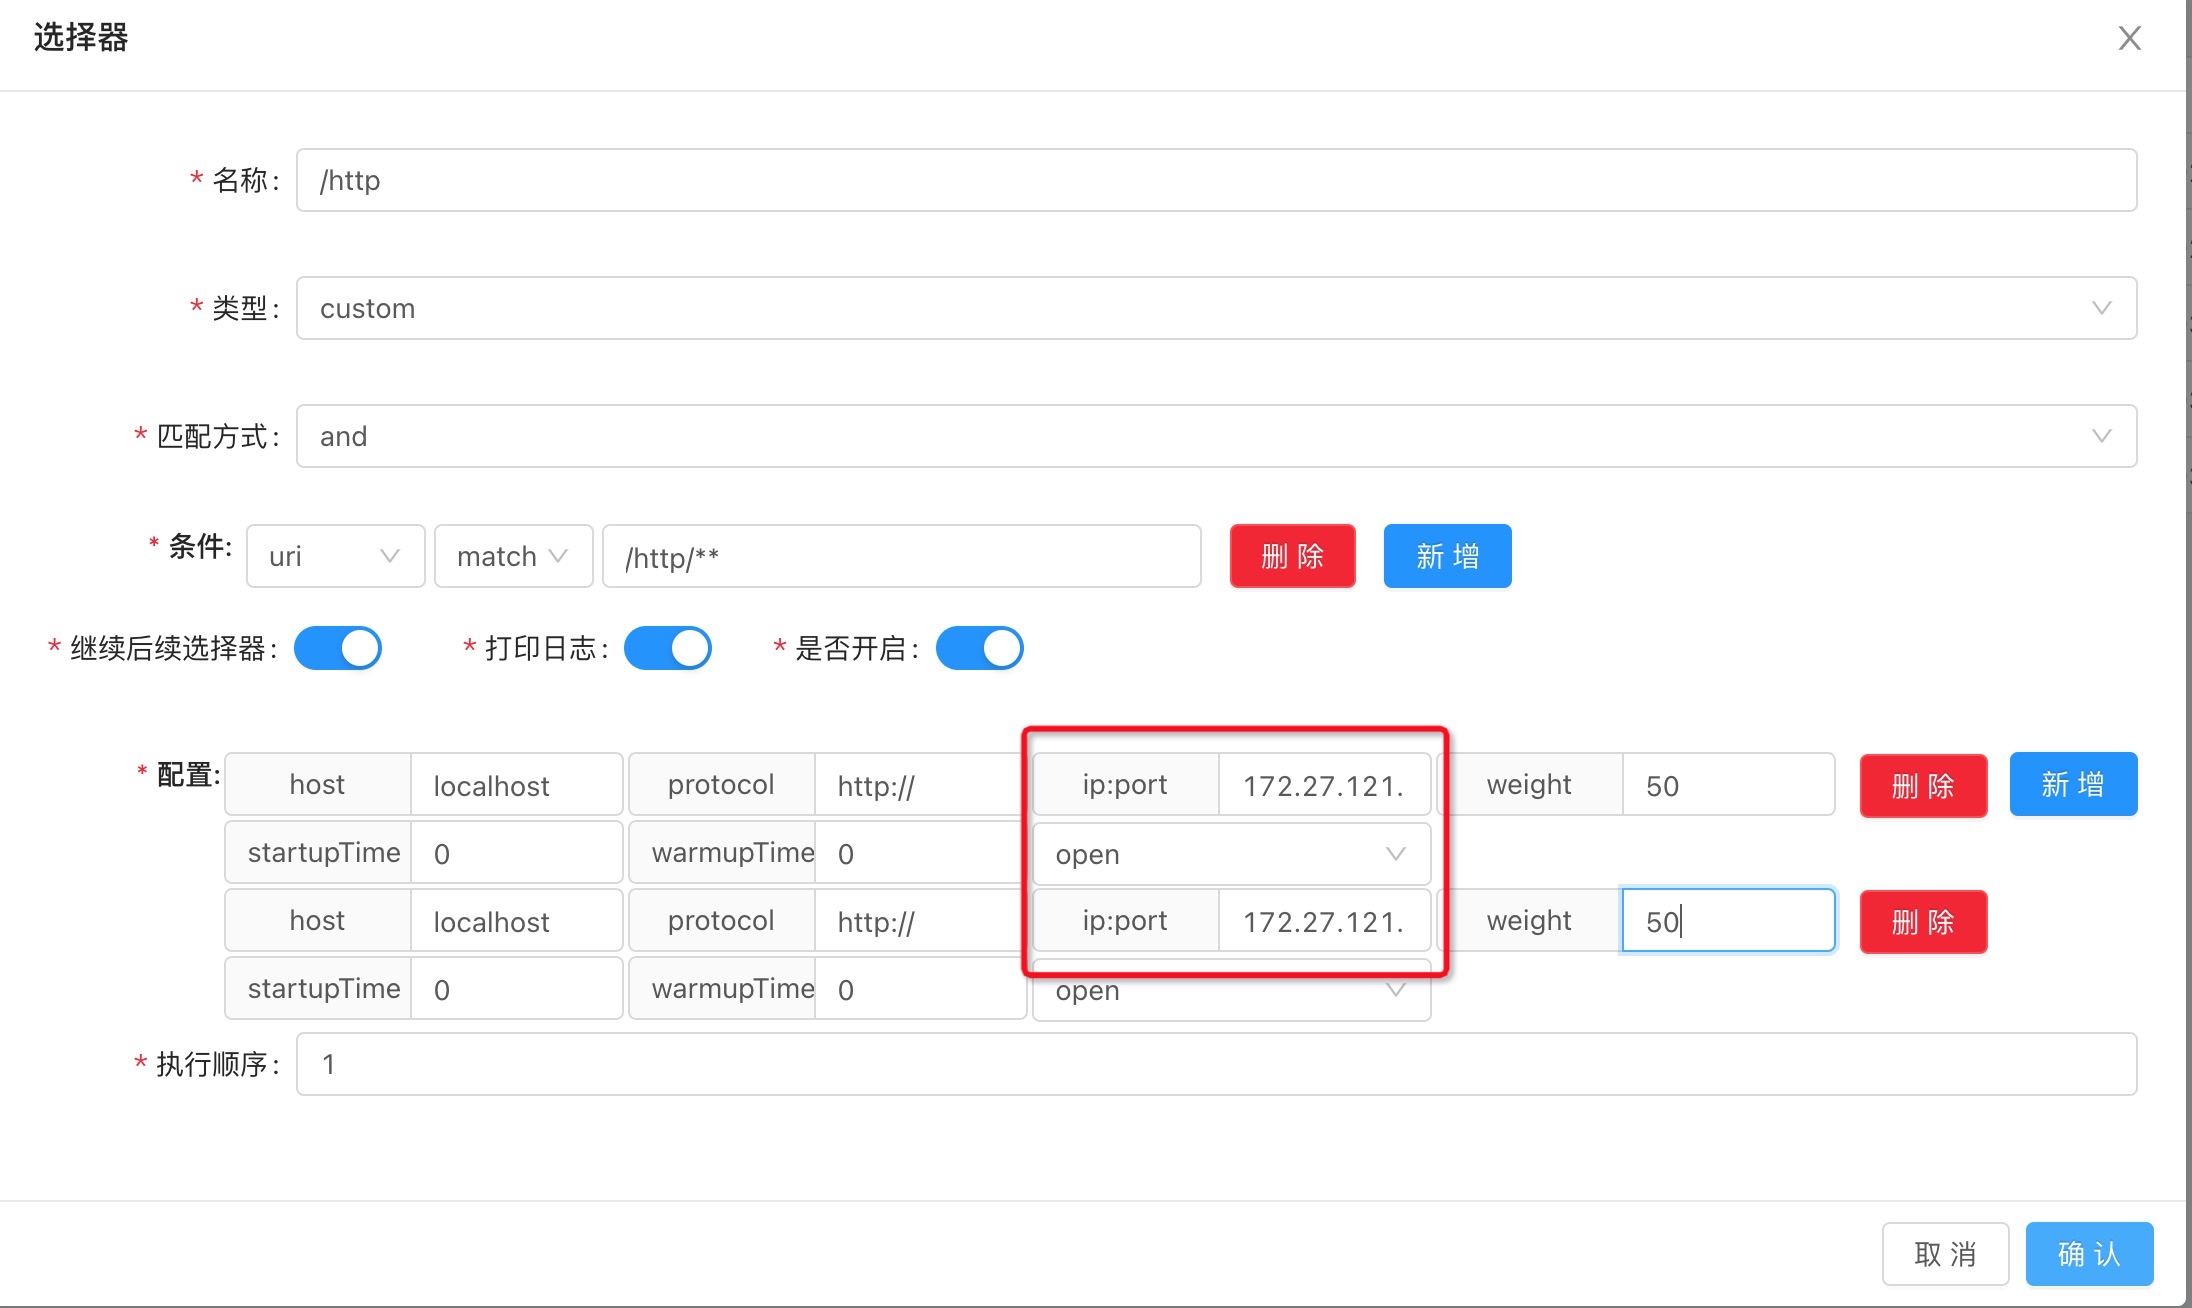 选择器
* 名称: /http
* 类型: custom
* 匹配方式: and
* 条件: uri match /http/** 删 除 新 增
* 继续后续选择器: * 打印日志: * 是否开启:
* 配置: host localhost protocol http:// ip:port 172.27.121. weight 50 删 除 新 增
startupTime 0 warmupTime 0 open
host localhost protocol http:// ip:port 172.27.121. weight 50 删 除
startupTime 0 warmupTime 0 open
* 执行顺序: 1
取 消 确 认